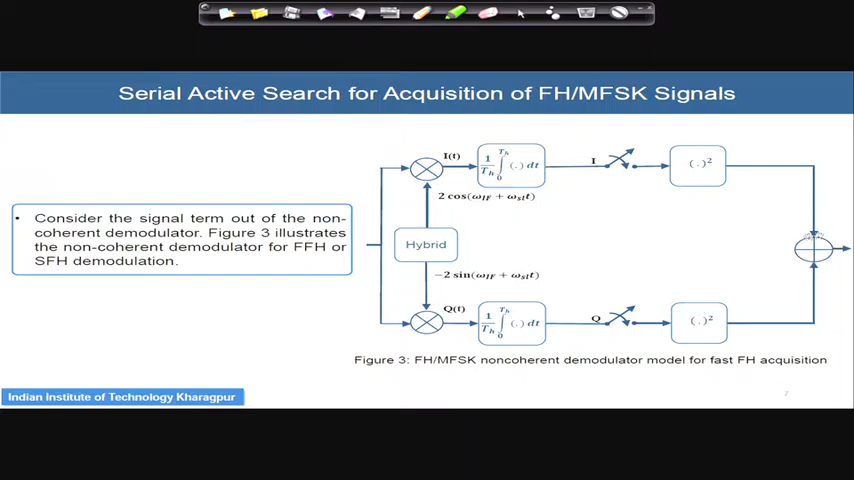 Serial Active Search for Acquisition of FH/MFSK Signals
• Consider the signal term out of the non-
coherent demodulator. Figure 3 illustrates
the non-coherent demodulator for FFH or
SFH demodulation.
I(t)
1/T_h ∫_0^{T_h} (.) dt
I
(.)²
2 cos(ω_IF + ω_sl t)
Hybrid
−2 sin(ω_IF + ω_sl t)
Q(t)
1/T_h ∫_0^{T_h} (.) dt
Q
(.)²
Figure 3: FH/MFSK noncoherent demodulator model for fast FH acquisition
Indian Institute of Technology Kharagpur
7